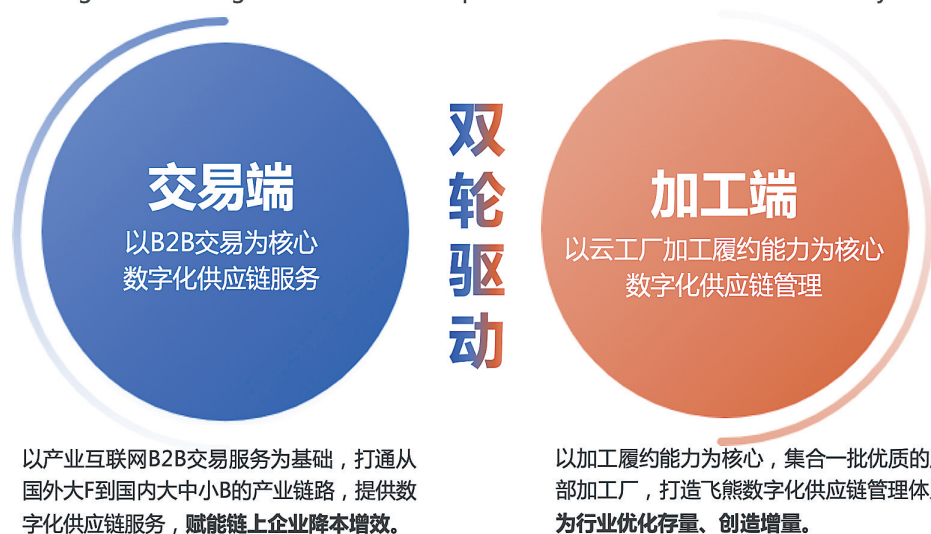 交易端
以B2B交易为核心
数字化供应链服务
双
轮
驱
动
加工端
以云工厂加工履约能力为核心
数字化供应链管理
以产业互联网B2B交易服务为基础，打通从
国外大F到国内大中小B的产业链路，提供数
字化供应链服务，赋能链上企业降本增效。
以加工履约能力为核心，集合一批优质的
部加工厂，打造飞熊数字化供应链管理体
为行业优化存量、创造增量。